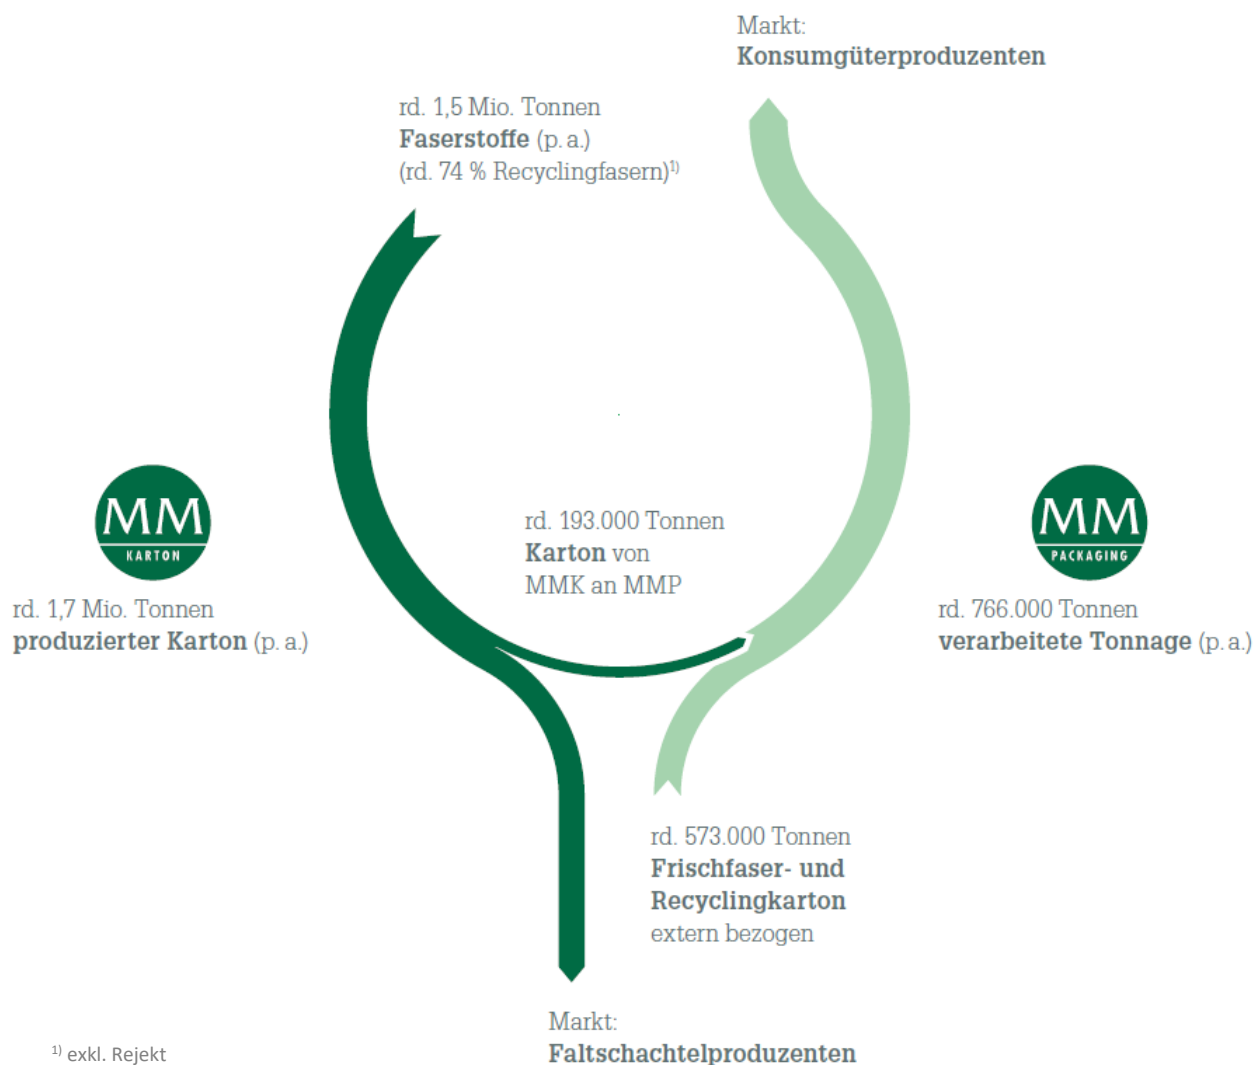 Markt:
Konsumgüterproduzenten
rd. 1,5 Mio. Tonnen
Faserstoffe (p. a.)
(rd. 74 % Recyclingfasern)¹⁾
MM
KARTON
rd. 1,7 Mio. Tonnen
produzierter Karton (p. a.)
rd. 193.000 Tonnen
Karton von
MMK an MMP
MM
PACKAGING
rd. 766.000 Tonnen
verarbeitete Tonnage (p. a.)
rd. 573.000 Tonnen
Frischfaser- und
Recyclingkarton
extern bezogen
Markt:
Faltschachtelproduzenten
¹⁾ exkl. Rejekt